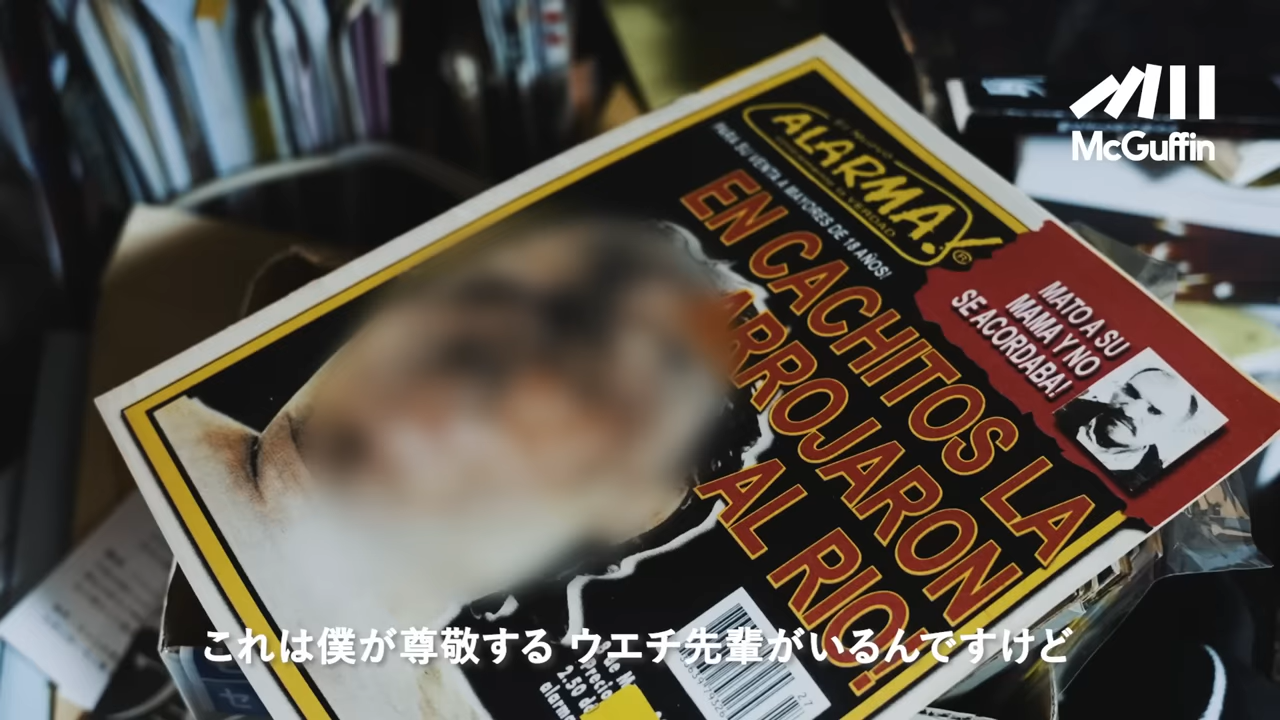 McGuffin
EL NUEVO
ALARMA!
®
PARA SU VENTA A MAYORES DE 18 AÑOS!
EN CACHITOS LA
ARROJARON
AL RIO!
MATO A SU
MAMA Y NO
SE ACORDABA!
これは僕が尊敬する ウエチ先輩がいるんですけど